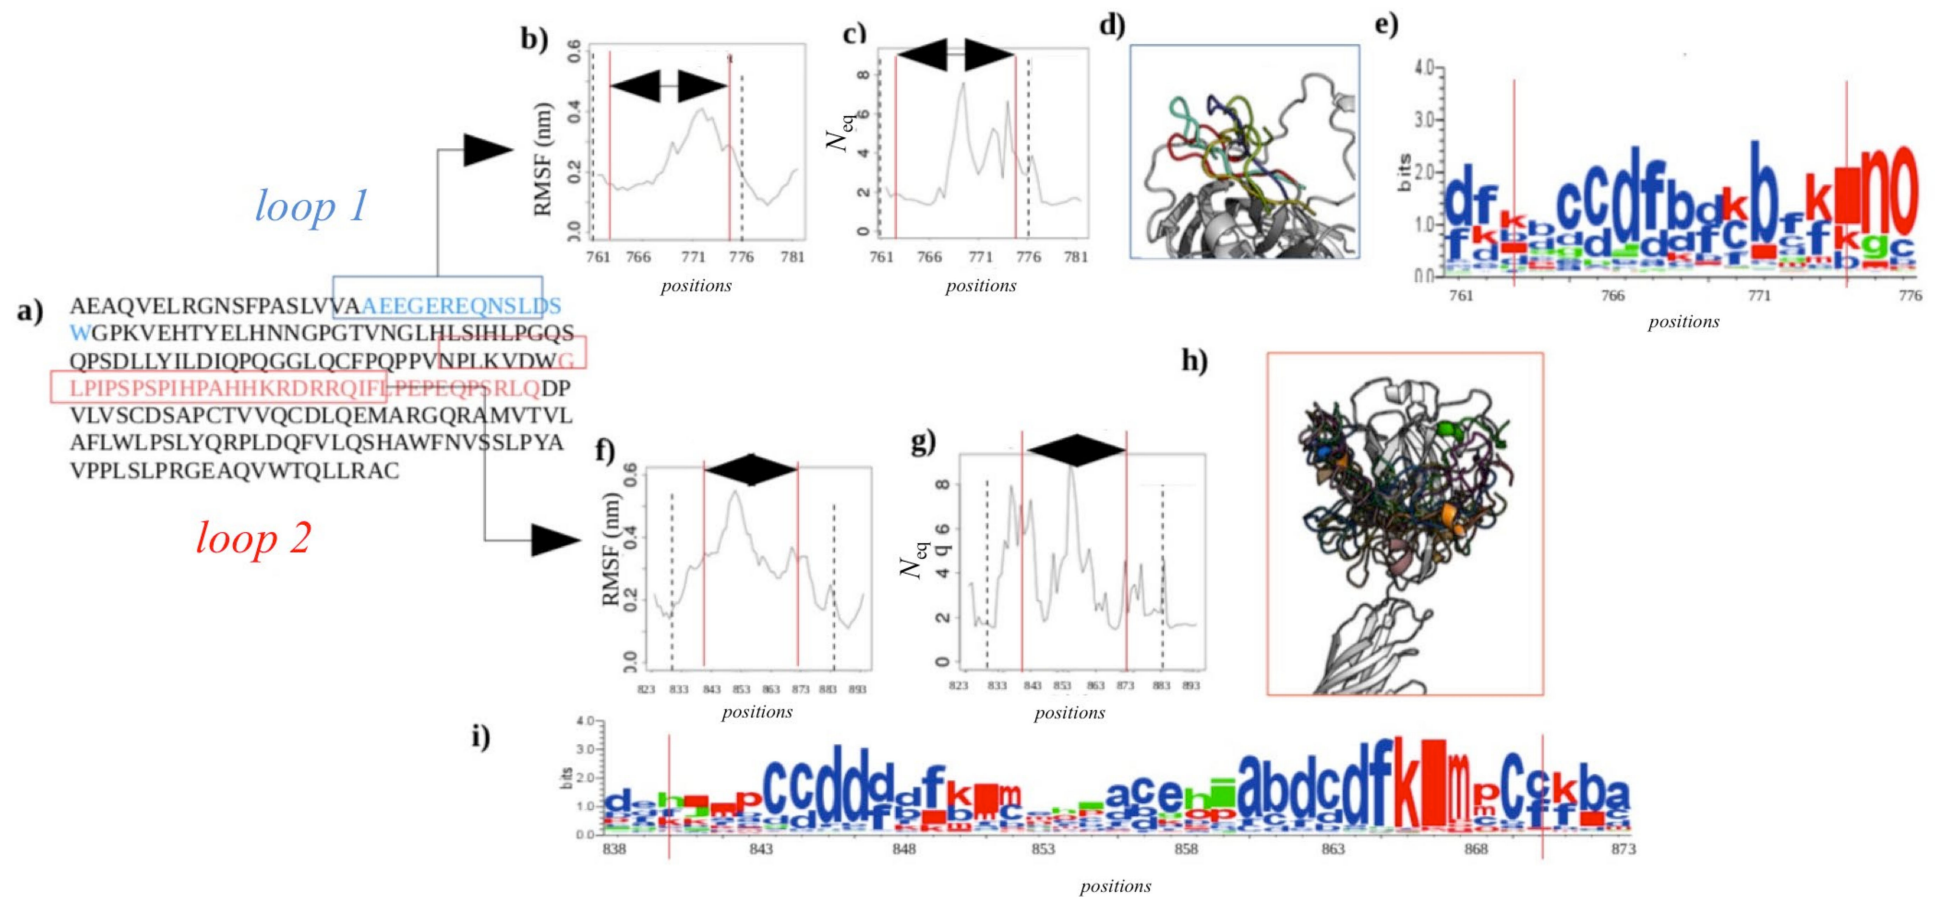 b)
c)
d)
e)
RMSF (nm)
0.6
0.4
0.2
0.0
761 766 771 776 781
positions
Neq
8
6
4
2
0
761 766 771 776 781
positions
bits
4.0
3.0
2.0
1.0
0.0
761 766 771 776
positions
loop 1
a)
AEAQVELRGNSFPASLVVAAEEGEREQNSLDS
WGPKVEHTYELHNNGPGTVNGLHLSIHLPGQS
QPSDLLYILDIQPQGGLQCFPQPPVNPLKVDWG
LPIPSPSPIHPAHHKRDRRQIFLPEPEQPSRLQDP
VLVSCDSAPCTVVQCDLQEMARGQRAMVTVL
AFLWLPSLYQRPLDQFVLQSHAWFNVSSLPYA
VPPLSLPRGEAQVWTQLLRAC
loop 2
f)
g)
h)
RMSF (nm)
0.6
0.4
0.2
0.0
823 833 843 853 863 873 883 893
positions
Neq
q
8
6
4
2
0
823 833 843 853 863 873 883 893
positions
i)
bits
4.0
3.0
2.0
1.0
0.0
838 843 848 853 858 863 868 873
positions